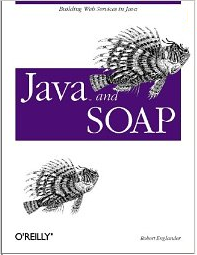 Building Web Services in Java
Java and
SOAP
O'REILLY®
Robert Englander